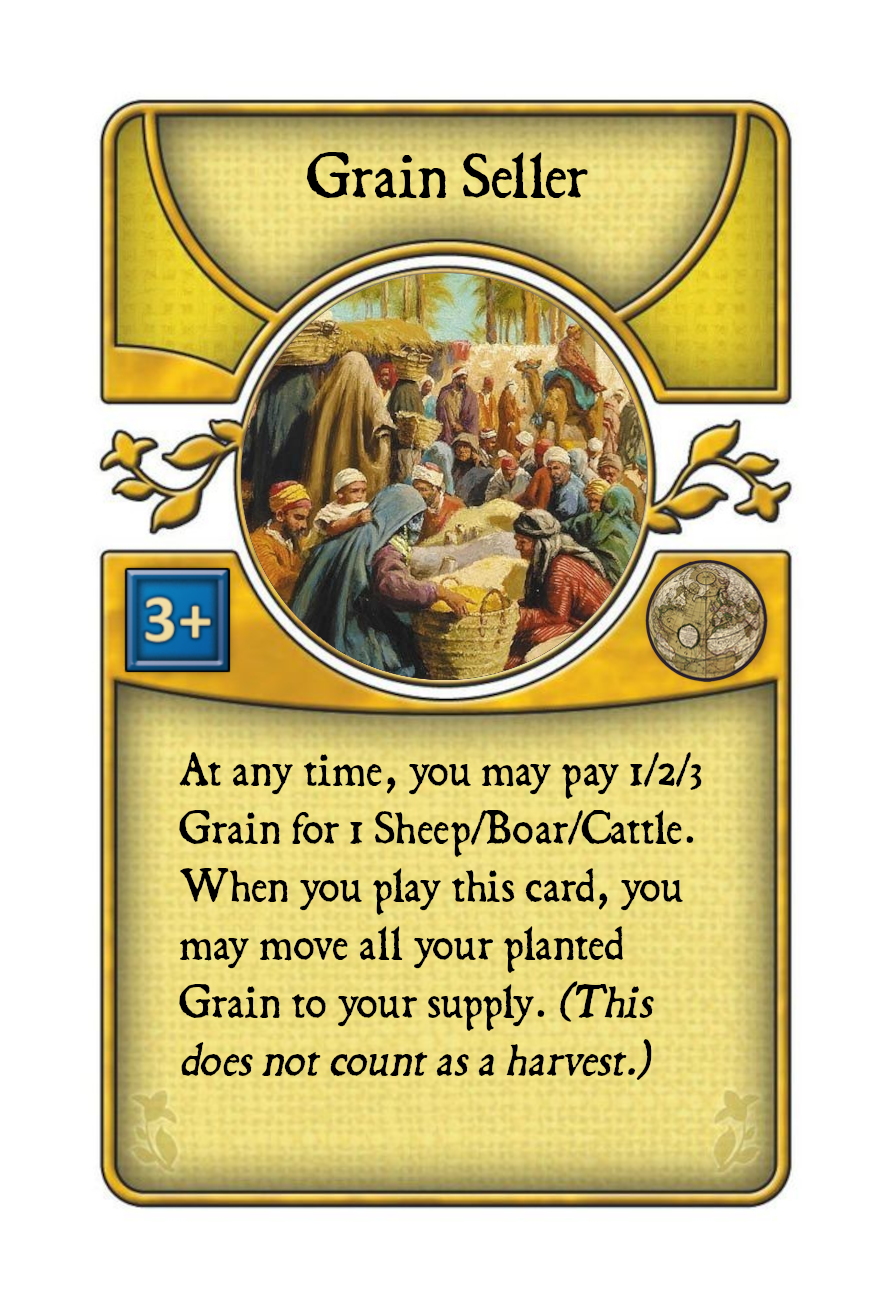 Grain Seller
3+
At any time, you may pay 1/2/3
Grain for 1 Sheep/Boar/Cattle.
When you play this card, you
may move all your planted
Grain to your supply. (This
does not count as a harvest.)